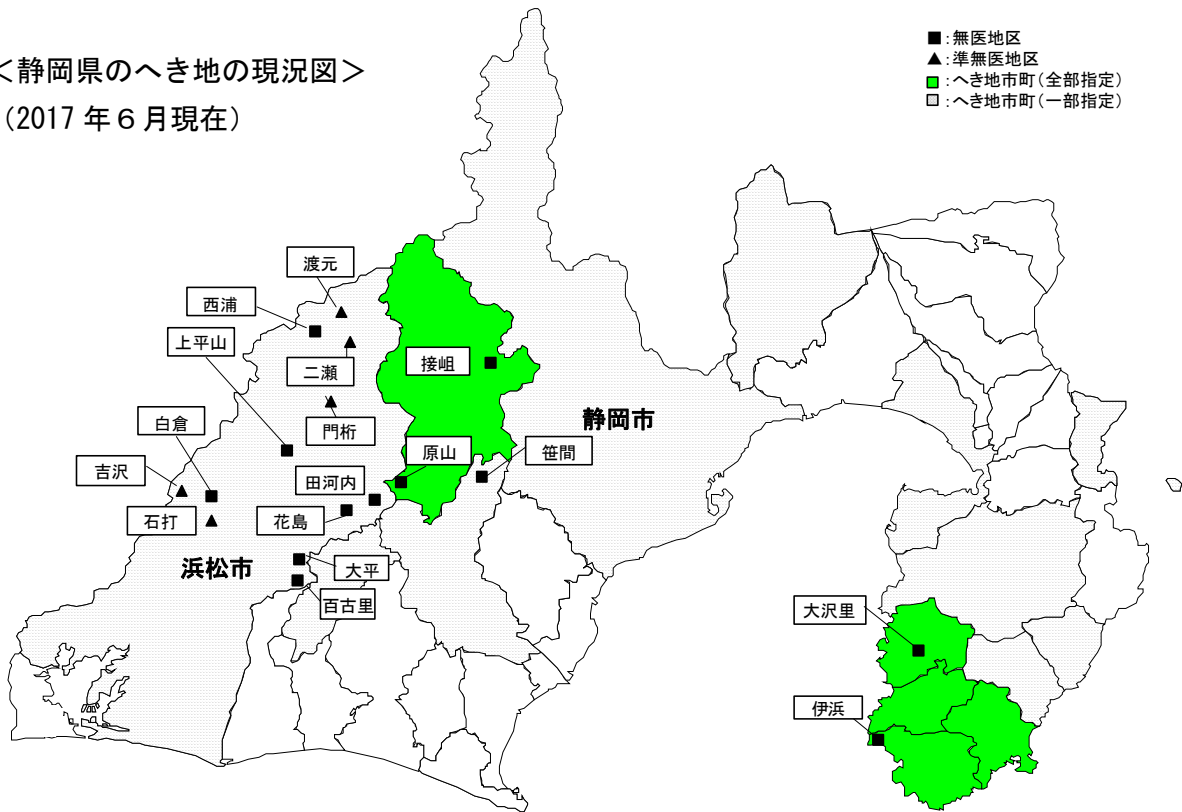 ＜静岡県のへき地の現況図＞
（2017年６月現在）
■：無医地区
▲：準無医地区
：へき地市町（全部指定）
：へき地市町（一部指定）
渡元
西浦
上平山
二瀬
接岨
門桁
静岡市
白倉
原山
笹間
吉沢
田河内
石打
花島
浜松市
大平
百古里
大沢里
伊浜